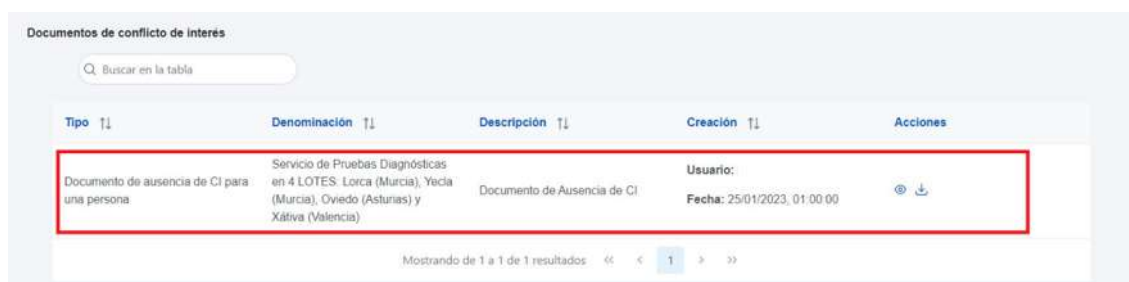 Documentos de conflicto de interés
Buscar en la tabla
Tipo
Denominación
Descripción
Creación
Acciones
Documento de ausencia de CI para
una persona
Servicio de Pruebas Diagnósticas
en 4 LOTES: Lorca (Murcia), Yecla
(Murcia), Oviedo (Asturias) y
Xátiva (Valencia)
Documento de Ausencia de CI
Usuario:
Fecha: 25/01/2023, 01:00:00
Mostrando de 1 a 1 de 1 resultados « < 1 > »